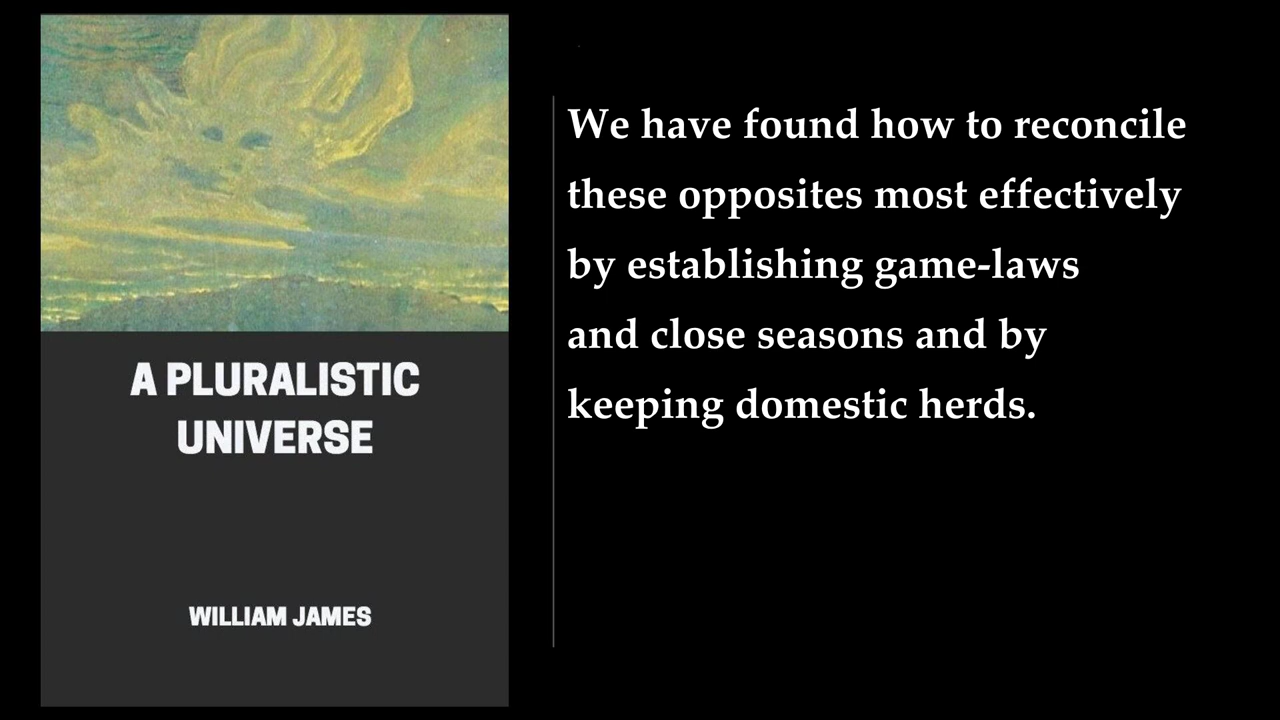 A PLURALISTIC
UNIVERSE
WILLIAM JAMES
We have found how to reconcile
these opposites most effectively
by establishing game-laws
and close seasons and by
keeping domestic herds.